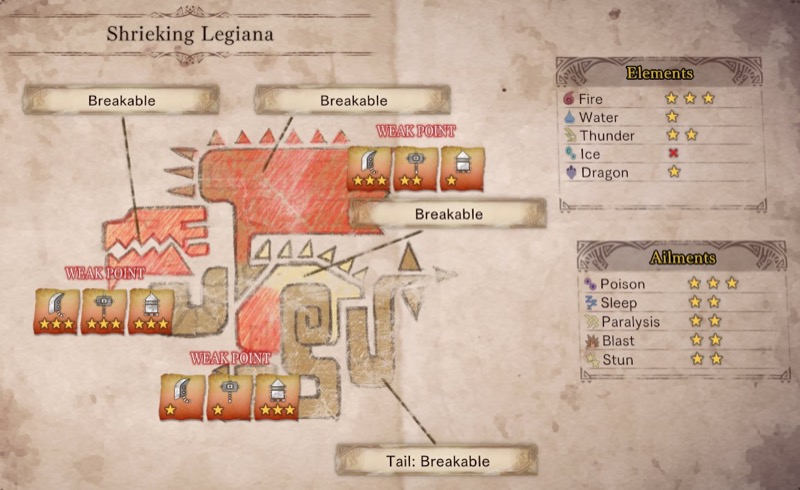 Shrieking Legiana
Breakable
Breakable
WEAK POINT
Breakable
WEAK POINT
WEAK POINT
Tail: Breakable
Elements
Fire
Water
Thunder
Ice
Dragon
Ailments
Poison
Sleep
Paralysis
Blast
Stun